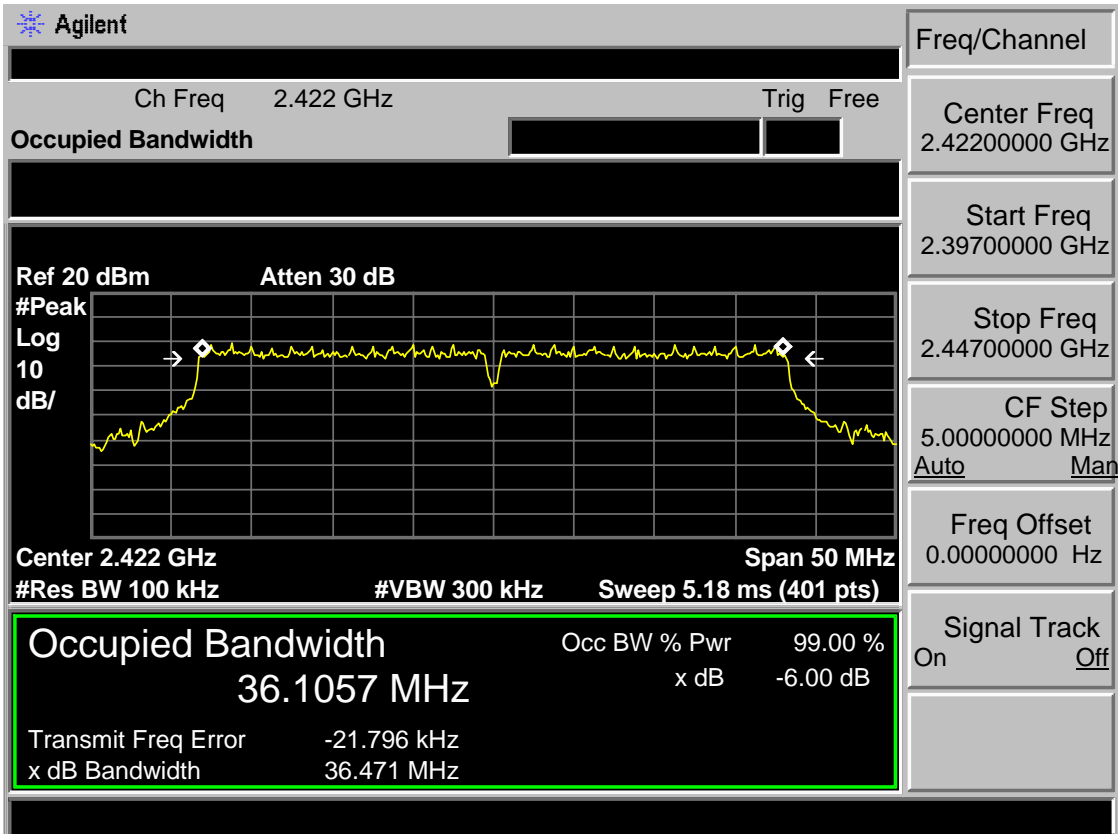 Agilent
Freq/Channel
Ch Freq 2.422 GHz Trig Free
Occupied Bandwidth
Center Freq
2.42200000 GHz
Start Freq
2.39700000 GHz
Stop Freq
2.44700000 GHz
CF Step
5.00000000 MHz
Auto Man
Freq Offset
0.00000000 Hz
Signal Track
On Off
Ref 20 dBm Atten 30 dB
#Peak
Log
10
dB/
Center 2.422 GHz Span 50 MHz
#Res BW 100 kHz #VBW 300 kHz Sweep 5.18 ms (401 pts)
Occupied Bandwidth Occ BW % Pwr 99.00 %
36.1057 MHz x dB -6.00 dB
Transmit Freq Error -21.796 kHz
x dB Bandwidth 36.471 MHz